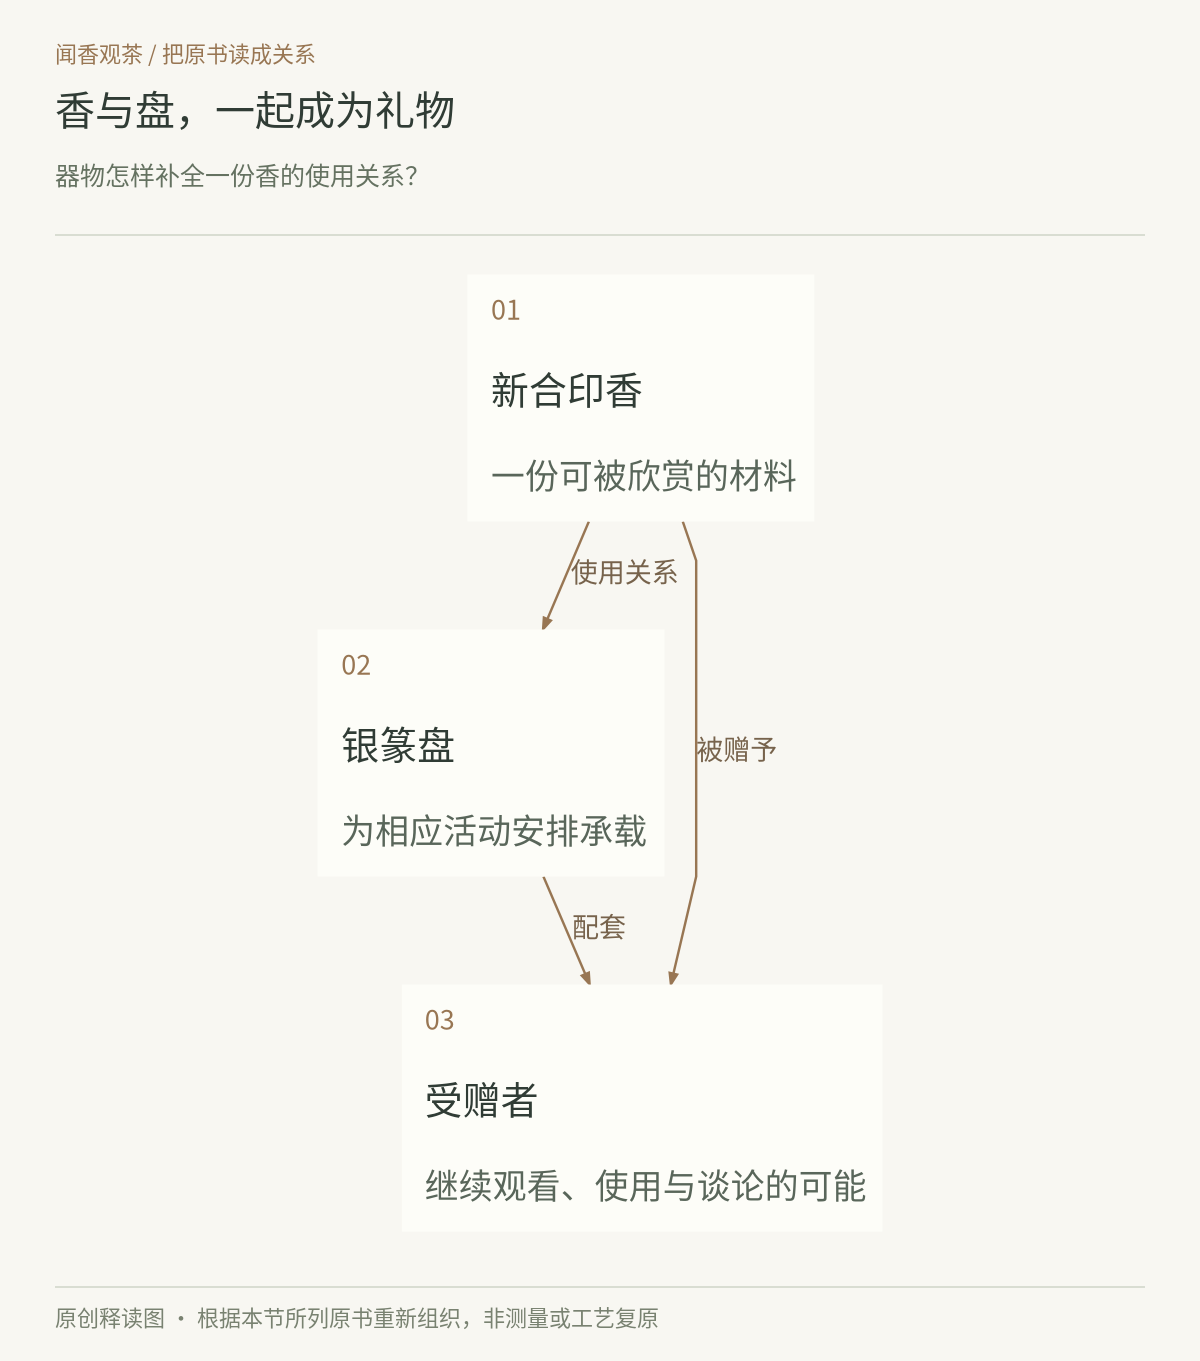 闻香观茶 / 把原书读成关系
香与盘，一起成为礼物
器物怎样补全一份香的使用关系？
01
新合印香
一份可被欣赏的材料
使用关系
02
银篆盘
为相应活动安排承载
被赠予
配套
03
受赠者
继续观看、使用与谈论的可能
原创释读图 · 根据本节所列原书重新组织，非测量或工艺复原